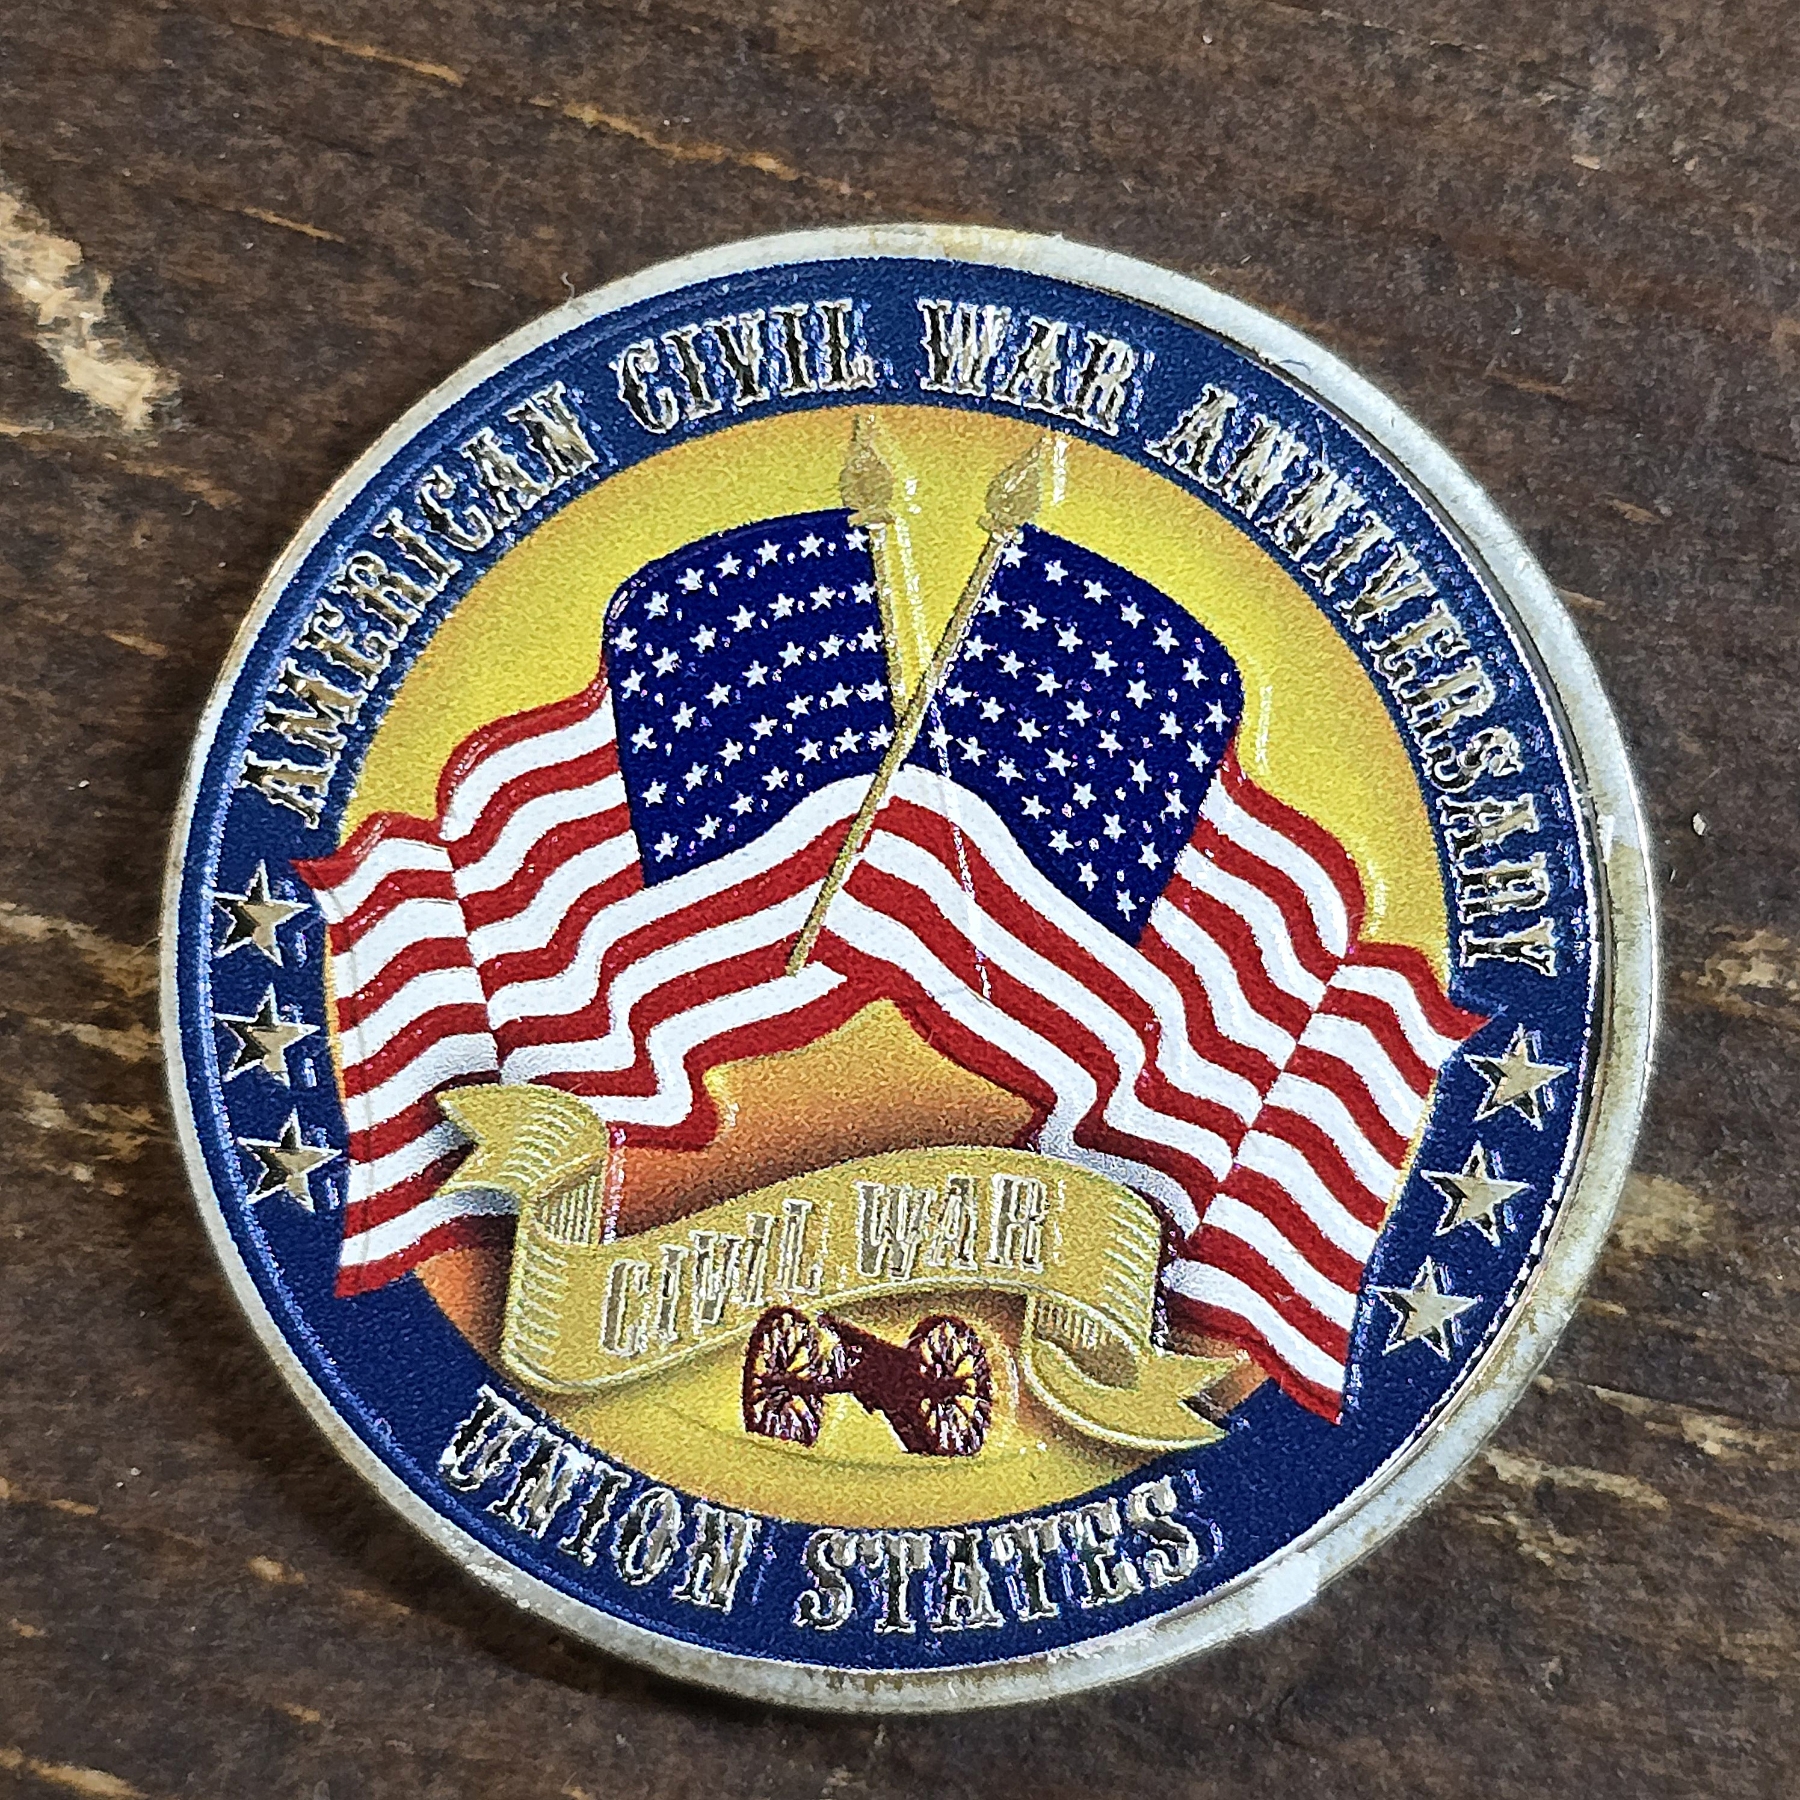 AMERICAN CIVIL WAR ANNIVERSARY
CIVIL WAR
UNION STATES